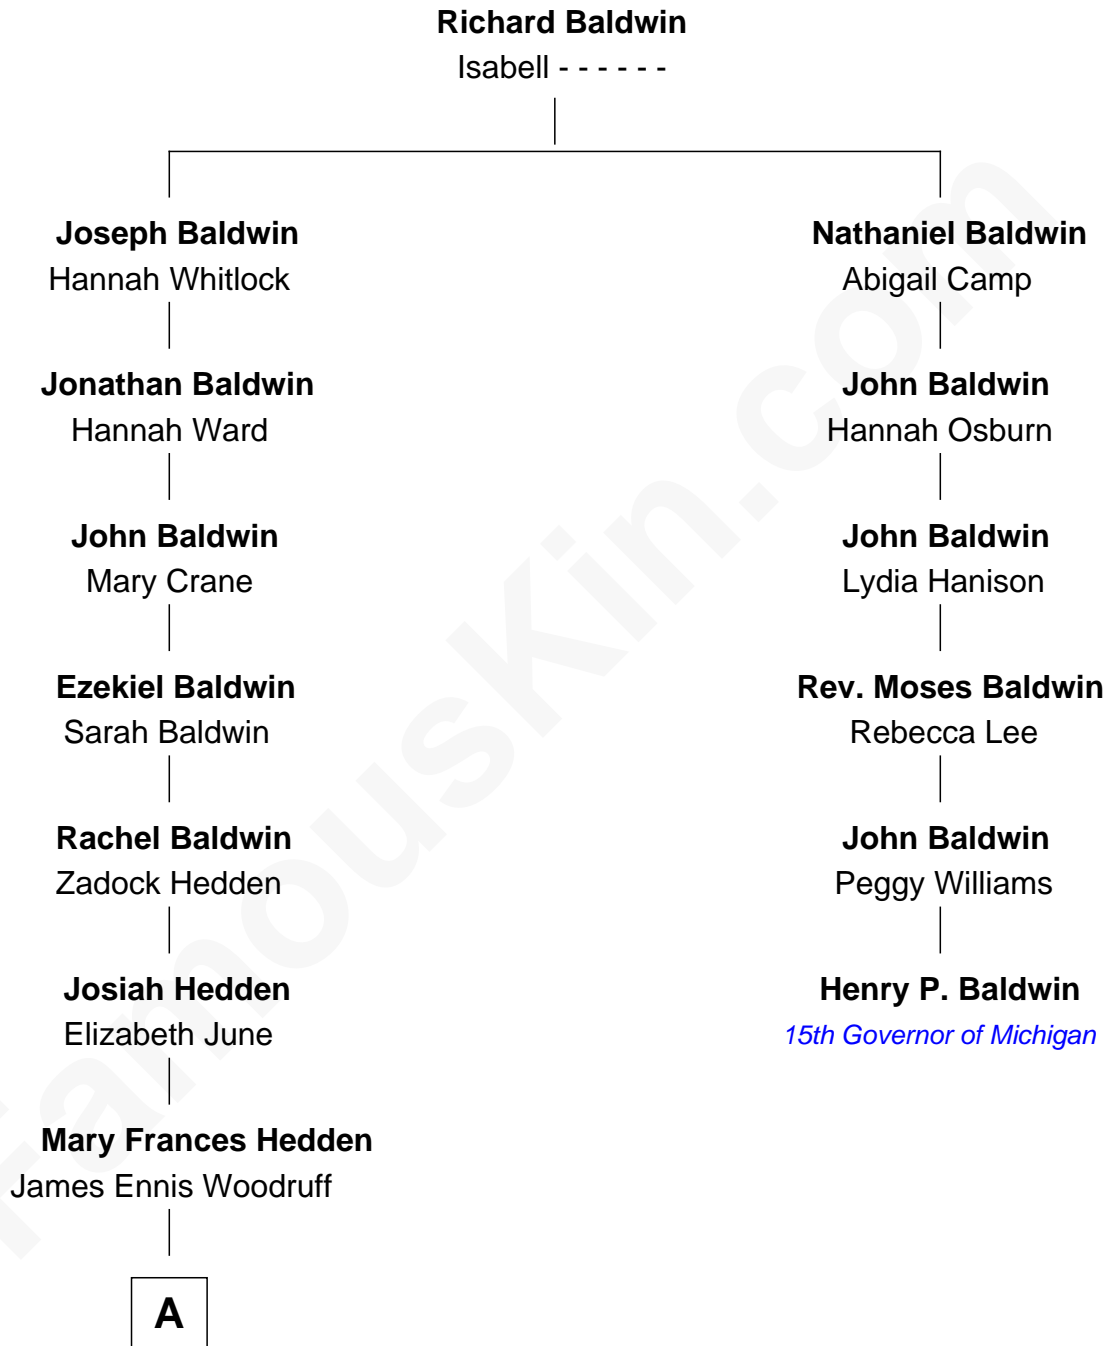 Richard Baldwin
Isabell - - - - - -
Joseph Baldwin
Hannah Whitlock
Jonathan Baldwin
Hannah Ward
John Baldwin
Mary Crane
Ezekiel Baldwin
Sarah Baldwin
Rachel Baldwin
Zadock Hedden
Josiah Hedden
Elizabeth June
Mary Frances Hedden
James Ennis Woodruff
A
Nathaniel Baldwin
Abigail Camp
John Baldwin
Hannah Osburn
John Baldwin
Lydia Hanison
Rev. Moses Baldwin
Rebecca Lee
John Baldwin
Peggy Williams
Henry P. Baldwin
15th Governor of Michigan
FamousKin.com